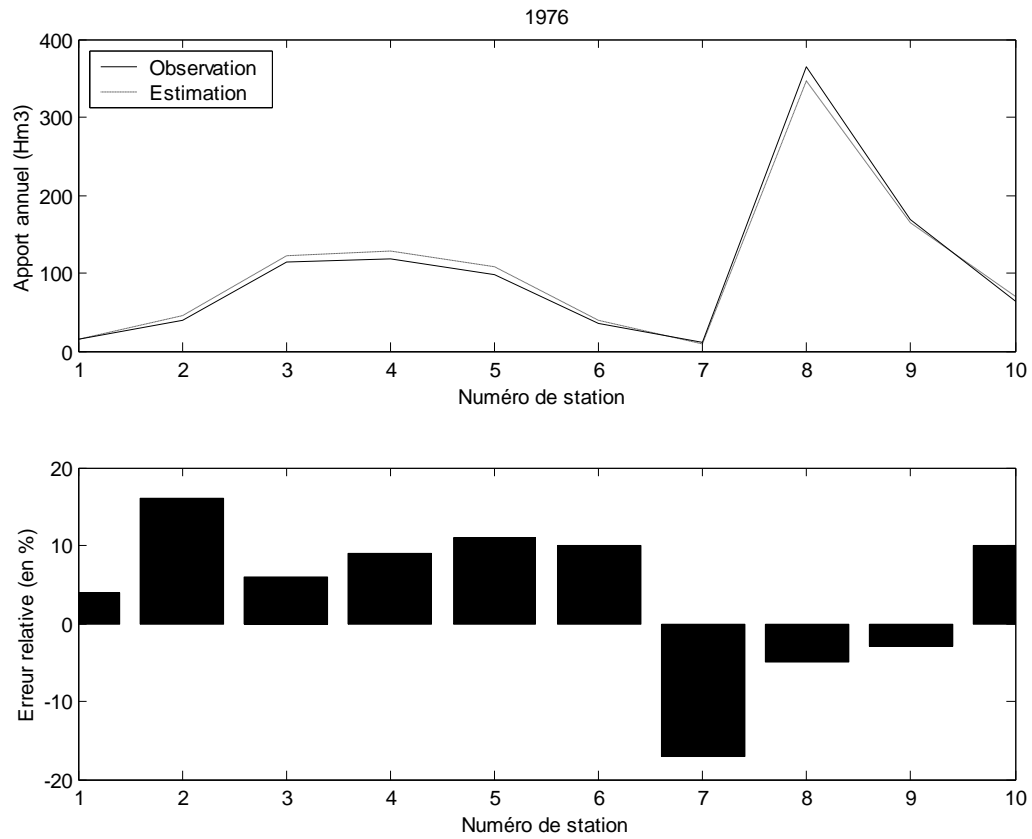 1976
400
300
200
100
0
Apport annuel (Hm3)
Observation
Estimation
1 2 3 4 5 6 7 8 9 10
Numéro de station
20
10
0
-10
-20
Erreur relative (en %)
1 2 3 4 5 6 7 8 9 10
Numéro de station